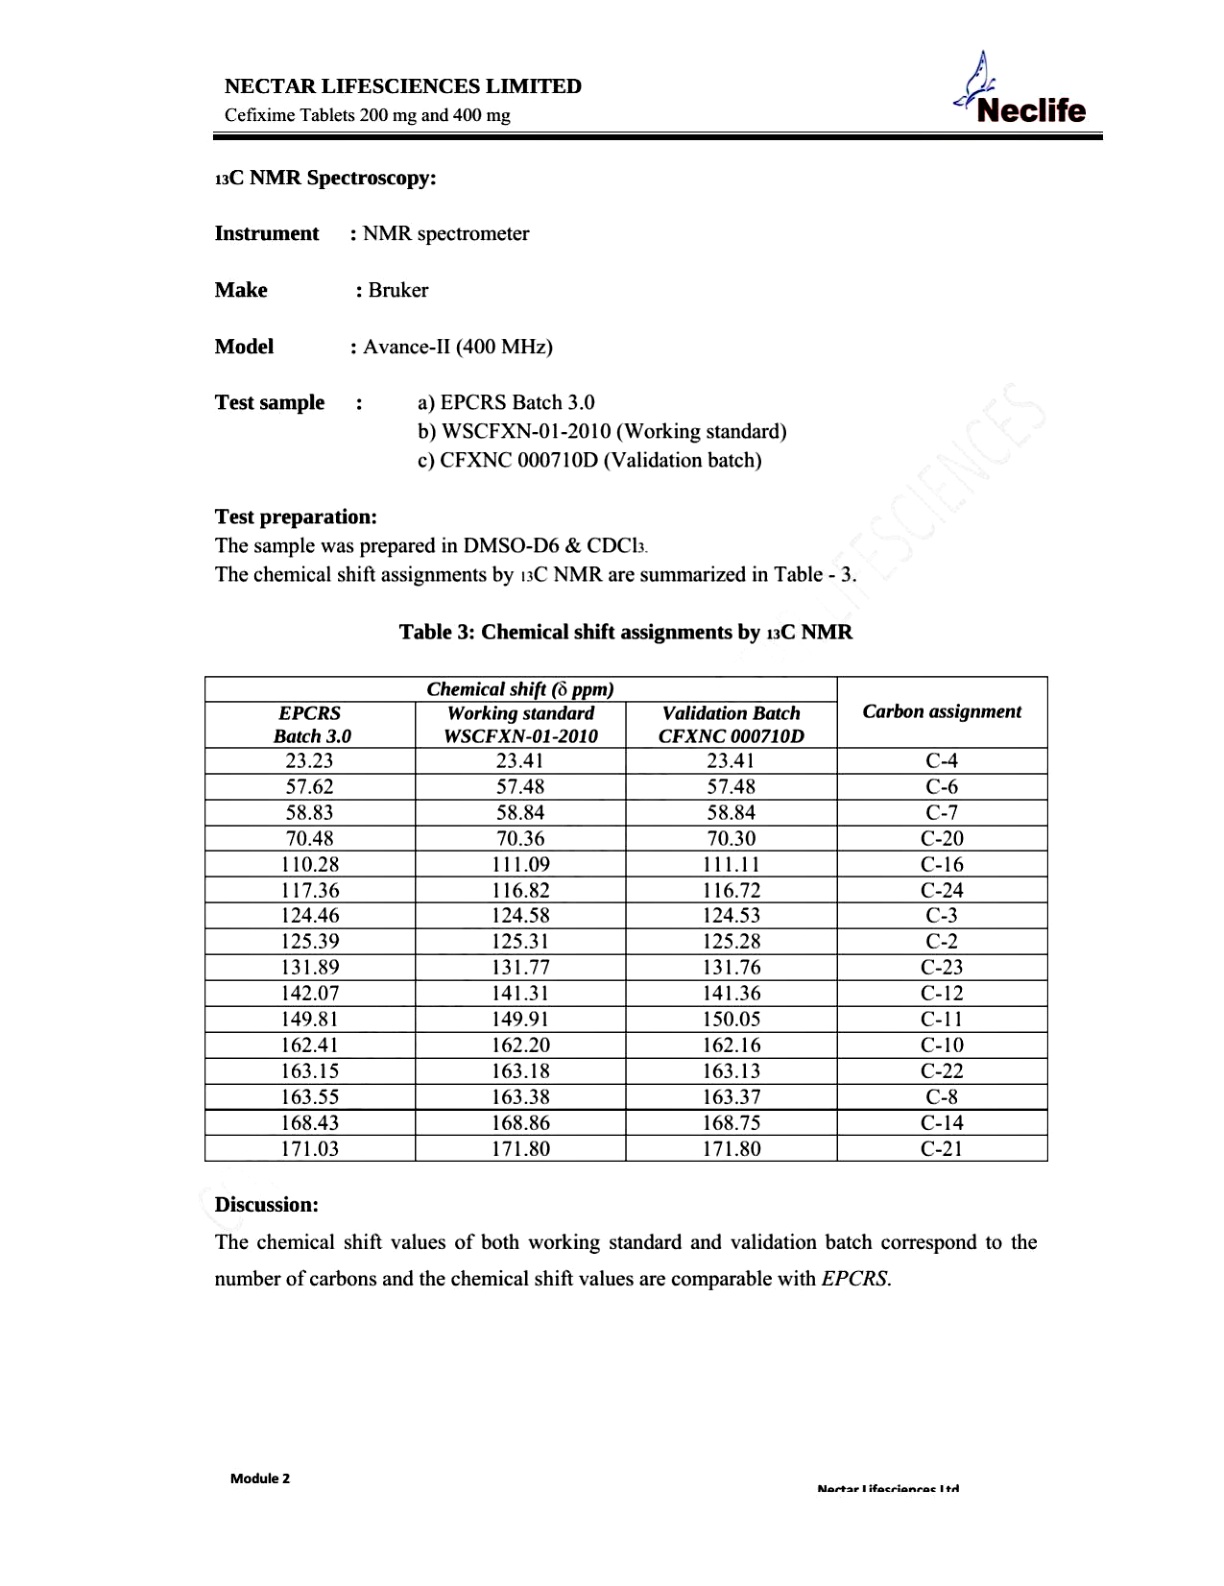 NECTAR LIFESCIENCES LIMITED
Cefixime Tablets 200 mg and 400 mg
Neclife
13C NMR Spectroscopy:
Instrument : NMR spectrometer
Make : Bruker
Model : Avance-II (400 MHz)
Test sample : a) EPCRS Batch 3.0
b) WSCFXN-01-2010 (Working standard)
c) CFXNC 000710D (Validation batch)
Test preparation:
The sample was prepared in DMSO-D6 & CDCl3.
The chemical shift assignments by 13C NMR are summarized in Table - 3.
Table 3: Chemical shift assignments by 13C NMR
Chemical shift (δ ppm)
Carbon assignment
EPCRS Working standard Validation Batch
Batch 3.0 WSCFXN-01-2010 CFXNC 000710D
23.23 23.41 23.41 C-4
57.62 57.48 57.48 C-6
58.83 58.84 58.84 C-7
70.48 70.36 70.30 C-20
110.28 111.09 111.11 C-16
117.36 116.82 116.72 C-24
124.46 124.58 124.53 C-3
125.39 125.31 125.28 C-2
131.89 131.77 131.76 C-23
142.07 141.31 141.36 C-12
149.81 149.91 150.05 C-11
162.41 162.20 162.16 C-10
163.15 163.18 163.13 C-22
163.55 163.38 163.37 C-8
168.43 168.86 168.75 C-14
171.03 171.80 171.80 C-21
Discussion:
The chemical shift values of both working standard and validation batch correspond to the
number of carbons and the chemical shift values are comparable with EPCRS.
Module 2
Nectar Lifesciences Ltd
LIFESCIENCES